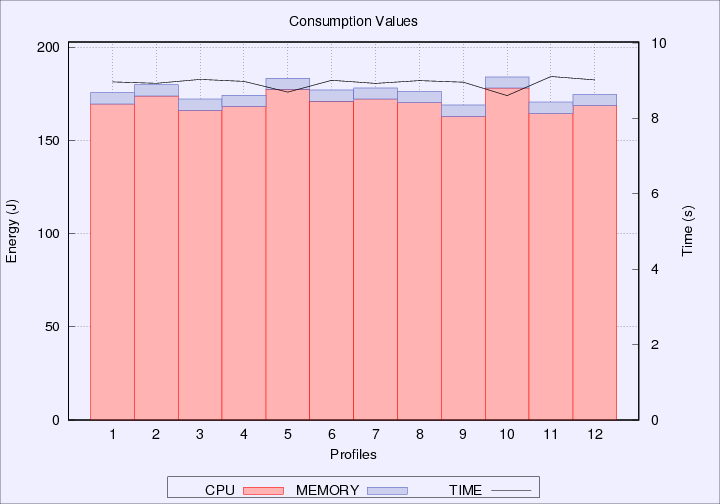 Consumption Values
200
150
100
50
0
10
8
6
4
2
0
Energy (J)
Time (s)
1 2 3 4 5 6 7 8 9 10 11 12
Profiles
CPU MEMORY TIME